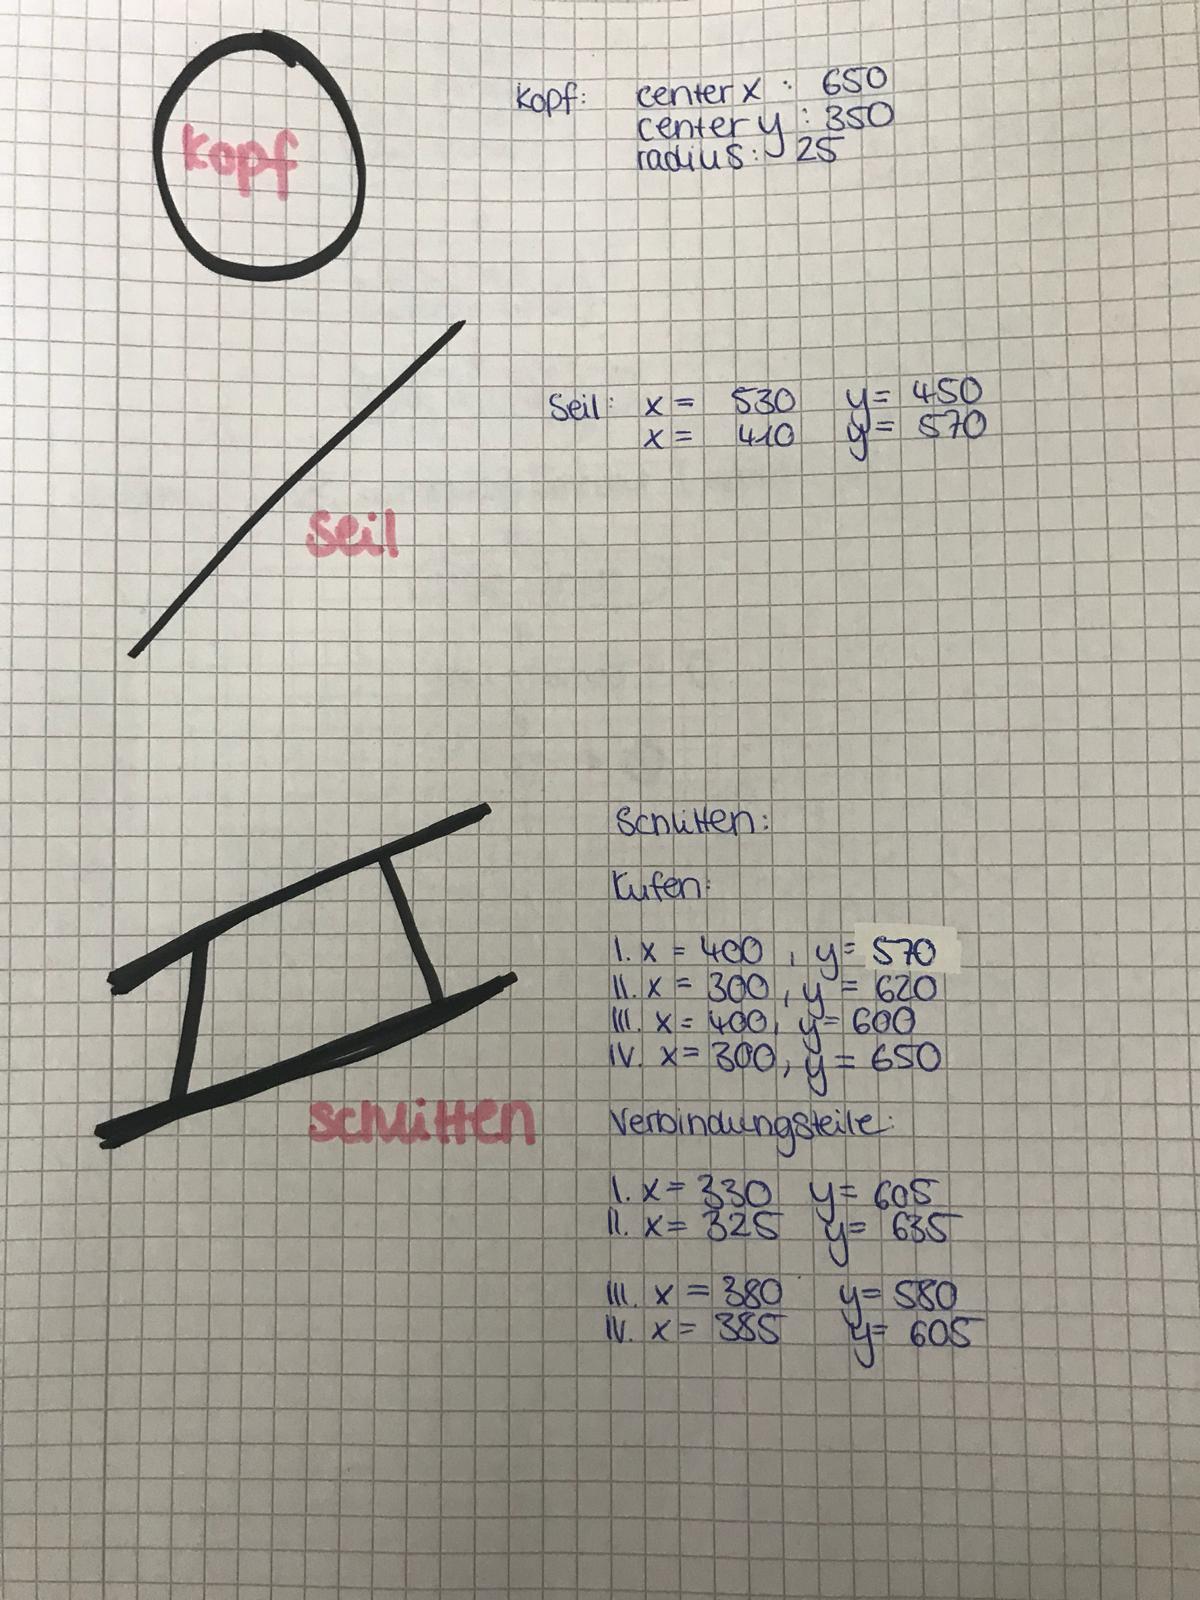 Kopf
Kopf: center x : 650
center y : 350
radius: 25
Seil: x = 530 y = 450
x = 410 y = 570
Seil
Schlitten:
Kufen:
I. x = 400 , y = 570
II. x = 300 , y = 620
III. x = 400, y = 600
IV. x = 300, y = 650
Schlitten
Verbindungsteile:
I. x = 330 y = 605
II. x = 325 y = 635
III. x = 380 y = 580
IV. x = 385 y = 605